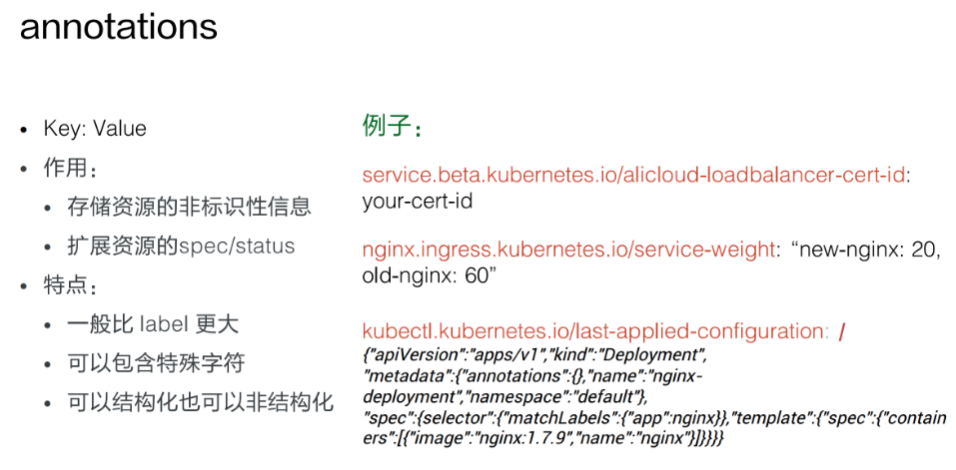 annotations
• Key: Value
• 作用：
• 存储资源的非标识性信息
• 扩展资源的spec/status
• 特点：
• 一般比 label 更大
• 可以包含特殊字符
• 可以结构化也可以非结构化
例子：
service.beta.kubernetes.io/alicloud-loadbalancer-cert-id:
your-cert-id
nginx.ingress.kubernetes.io/service-weight: “new-nginx: 20,
old-nginx: 60”
kubectl.kubernetes.io/last-applied-configuration: /
{"apiVersion":"apps/v1","kind":"Deployment",
"metadata":{"annotations":{},"name":"nginx-
deployment","namespace":"default"},
"spec":{selector":{"matchLabels":{"app":nginx}},"template":{"spec":{"contain
ers":[{"image":"nginx:1.7.9","name":"nginx"}]}}}}